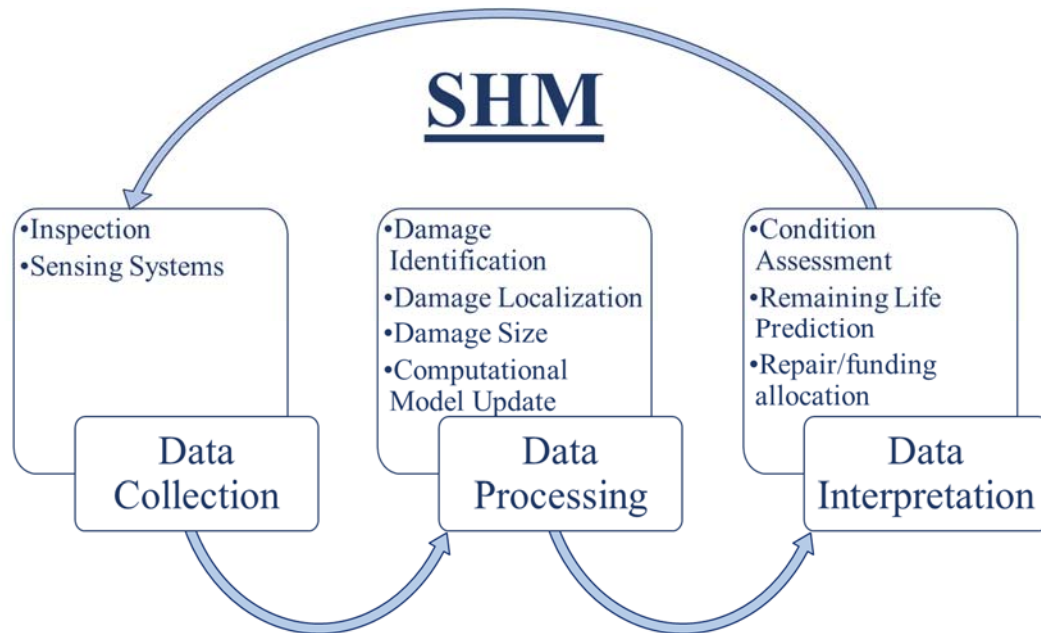 SHM
•Inspection
•Sensing Systems
Data
Collection
•Damage
Identification
•Damage Localization
•Damage Size
•Computational
Model Update
Data
Processing
•Condition
Assessment
•Remaining Life
Prediction
•Repair/funding
allocation
Data
Interpretation